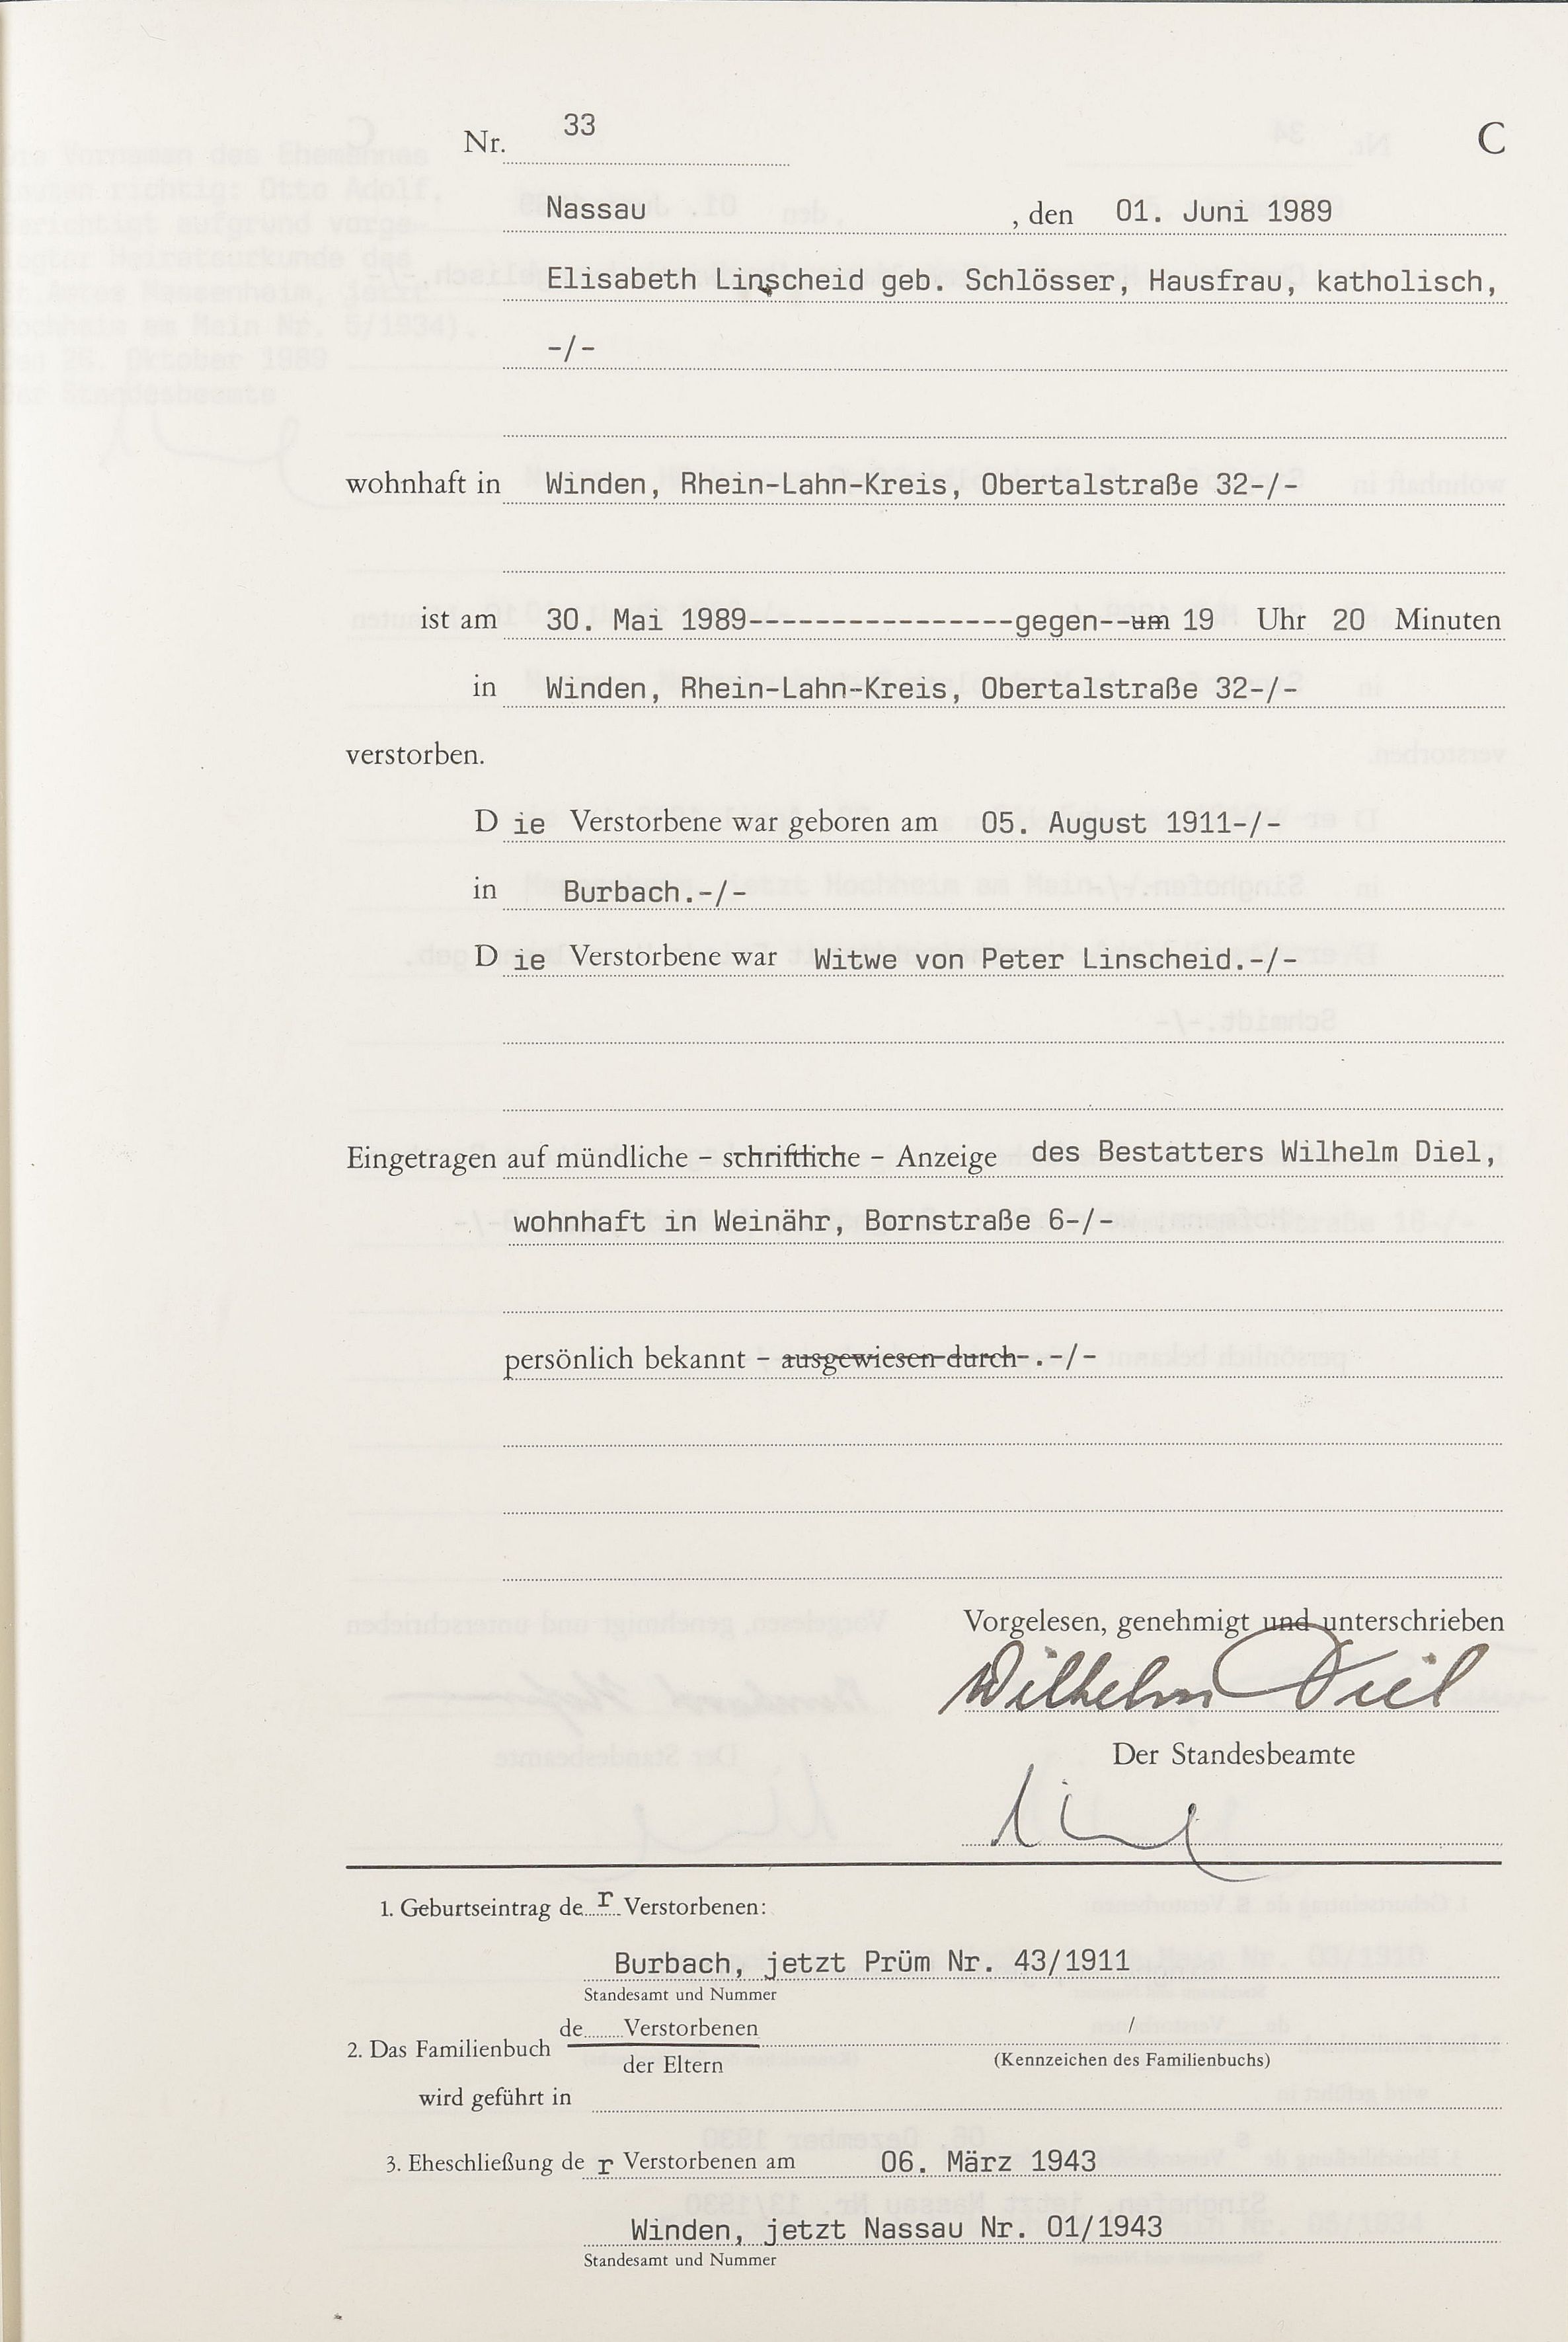 Nr. 33 C
Nassau , den 01. Juni 1989
Elisabeth Linscheid geb. Schlösser, Hausfrau, katholisch,
-/-
wohnhaft in Winden, Rhein-Lahn-Kreis, Obertalstraße 32-/-
ist am 30. Mai 1989----------------gegen--um 19 Uhr 20 Minuten
in Winden, Rhein-Lahn-Kreis, Obertalstraße 32-/-
verstorben.
D ie Verstorbene war geboren am 05. August 1911-/-
in Burbach.-/-
D ie Verstorbene war Witwe von Peter Linscheid.-/-
Eingetragen auf mündliche – schriftliche – Anzeige des Bestatters Wilhelm Diel,
wohnhaft in Weinähr, Bornstraße 6-/-
persönlich bekannt – ausgewiesen durch-.-/-
Vorgelesen, genehmigt und unterschrieben
Wilhelm Diel
Der Standesbeamte
1. Geburtseintrag de r Verstorbenen:
Burbach, jetzt Prüm Nr. 43/1911
Standesamt und Nummer
de Verstorbenen /
2. Das Familienbuch
der Eltern (Kennzeichen des Familienbuchs)
wird geführt in
3. Eheschließung de r Verstorbenen am 06. März 1943
Winden, jetzt Nassau Nr. 01/1943
Standesamt und Nummer